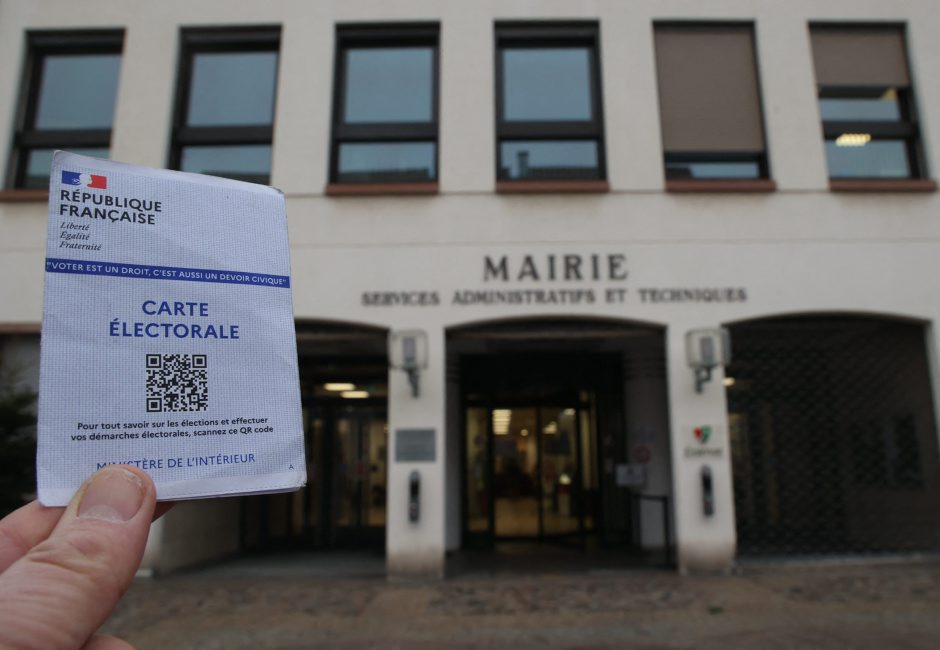 RÉPUBLIQUE
FRANÇAISE
Liberté
Égalité
Fraternité
"VOTER EST UN DROIT, C'EST AUSSI UN DEVOIR CIVIQUE"
CARTE
ÉLECTORALE
Pour tout savoir sur les élections et effectuer
vos démarches électorales, scannez ce QR code
MINISTÈRE DE L'INTÉRIEUR
MAIRIE
SERVICES ADMINISTRATIFS ET TECHNIQUES